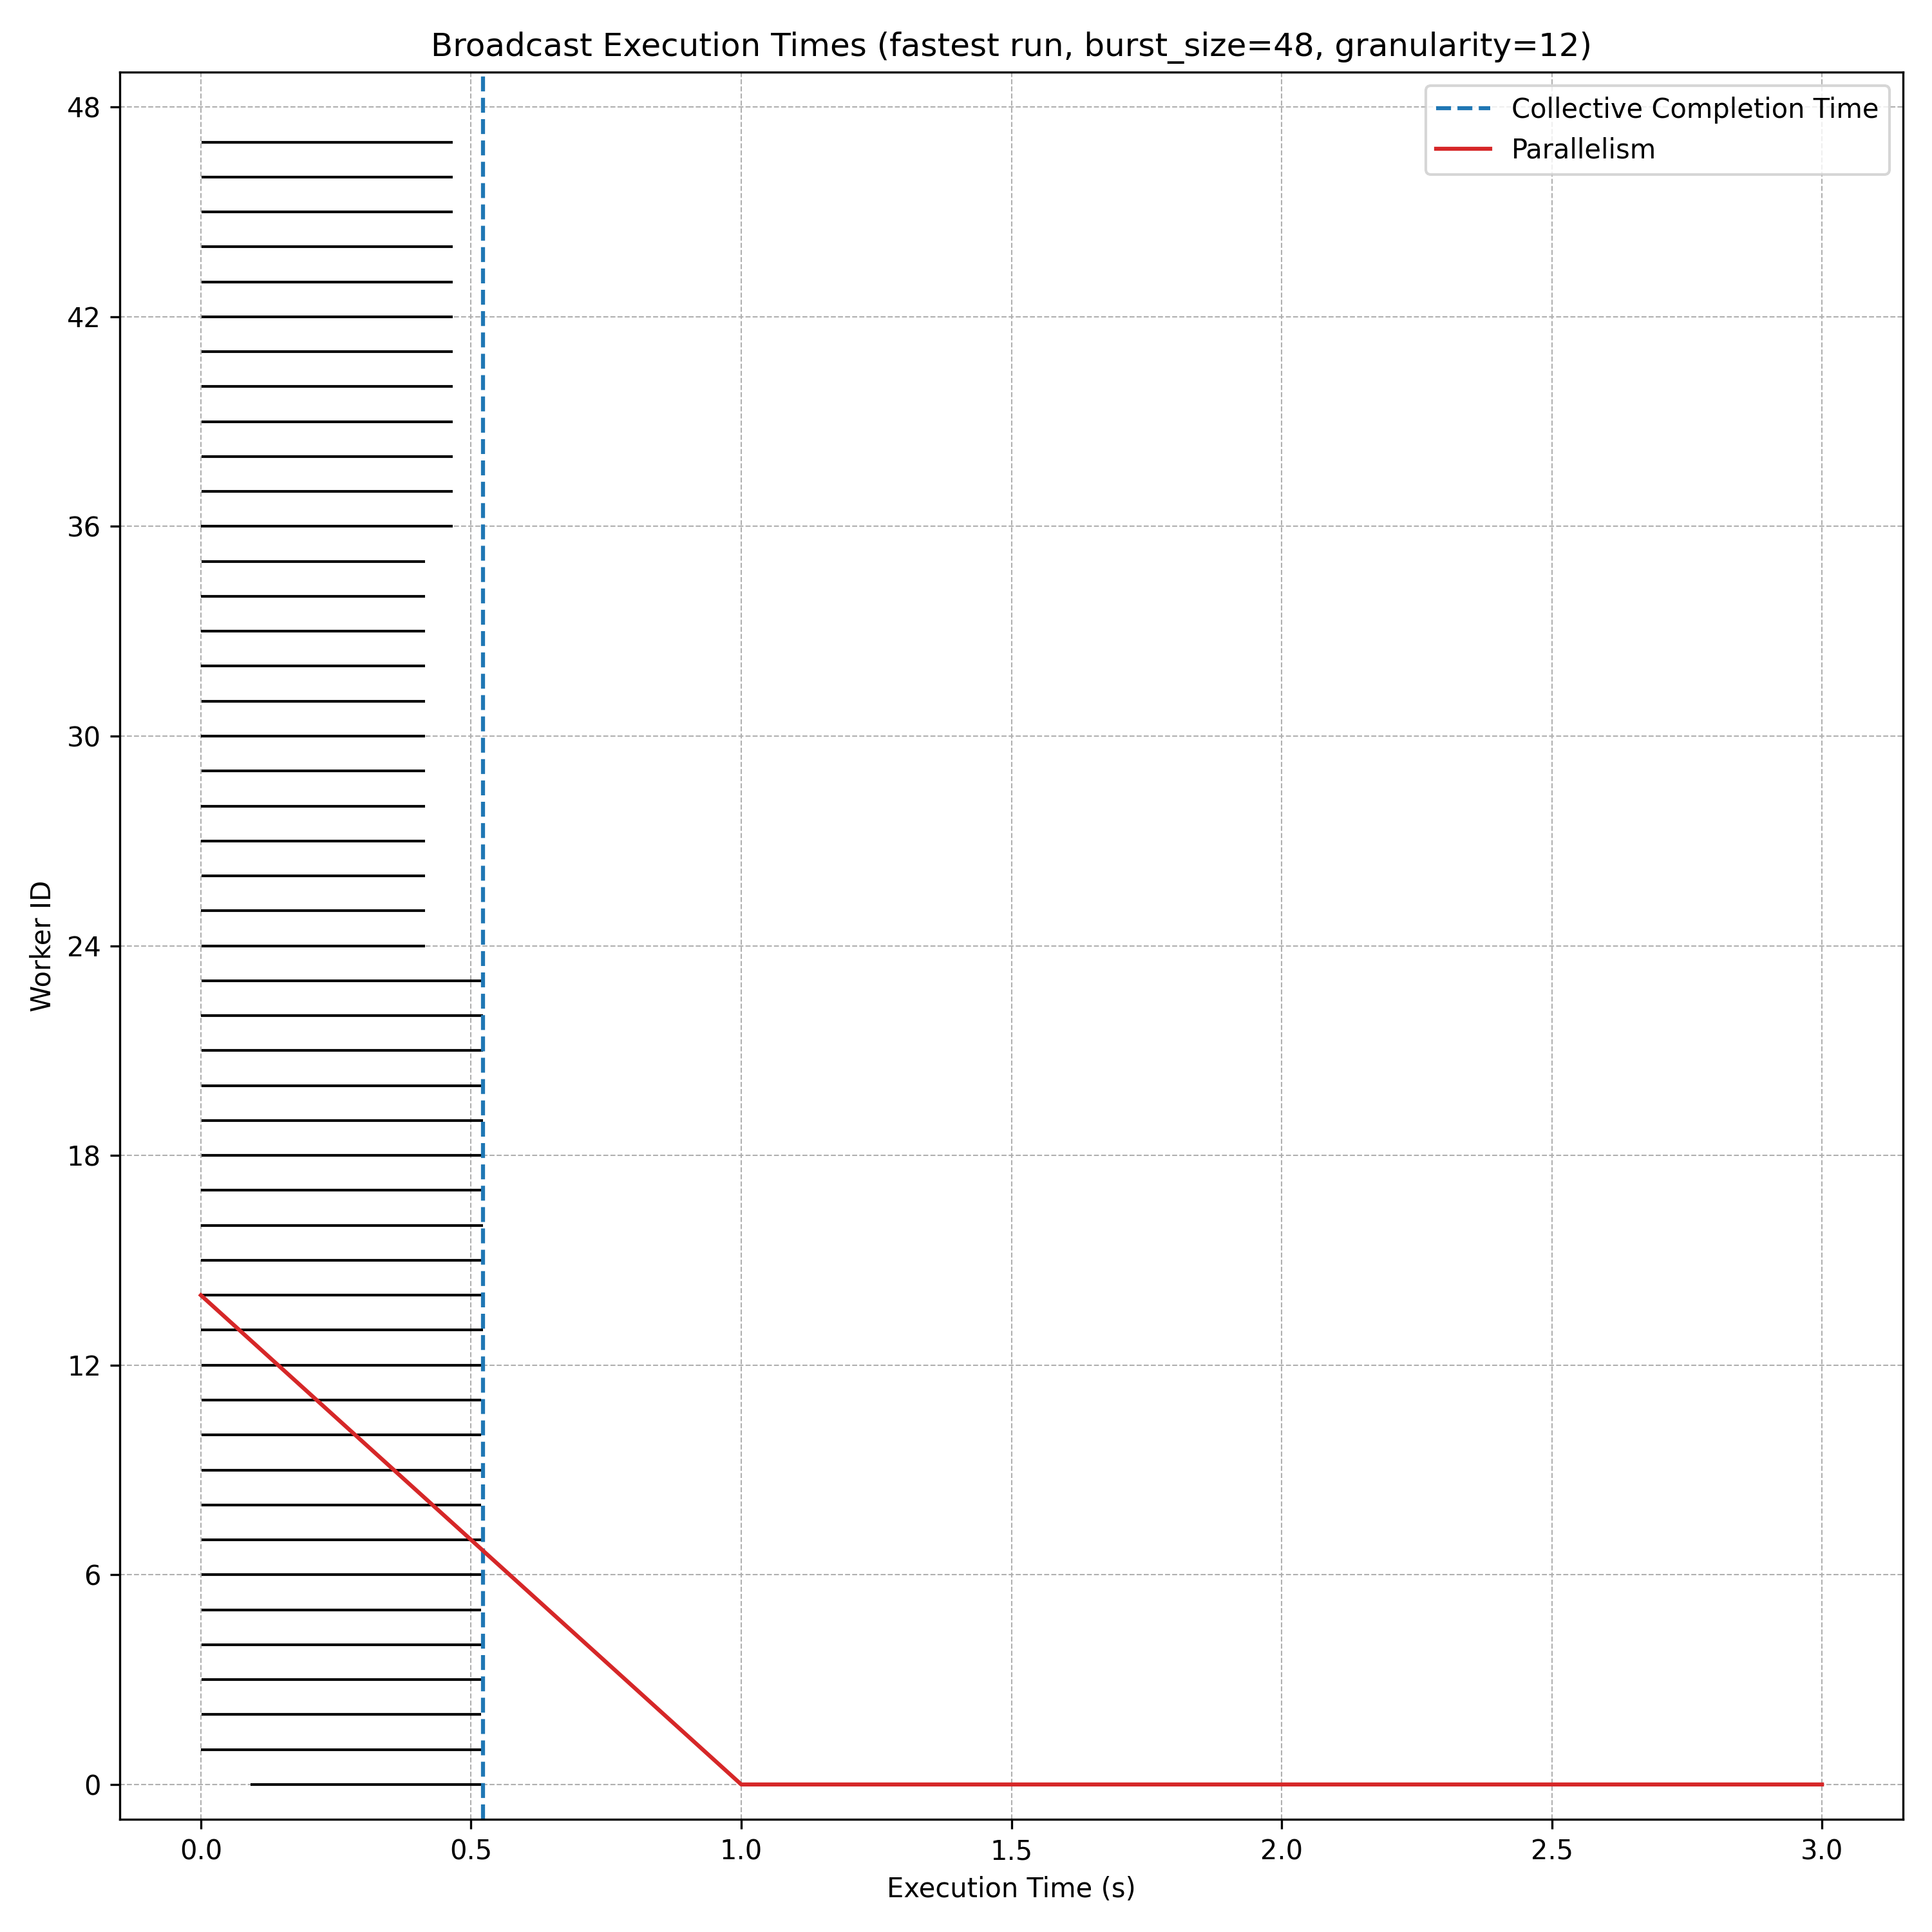 Broadcast Execution Times (fastest run, burst_size=48, granularity=12)
Collective Completion Time
Parallelism
48
42
36
30
24
18
12
6
0
Worker ID
0.0 0.5 1.0 1.5 2.0 2.5 3.0
Execution Time (s)